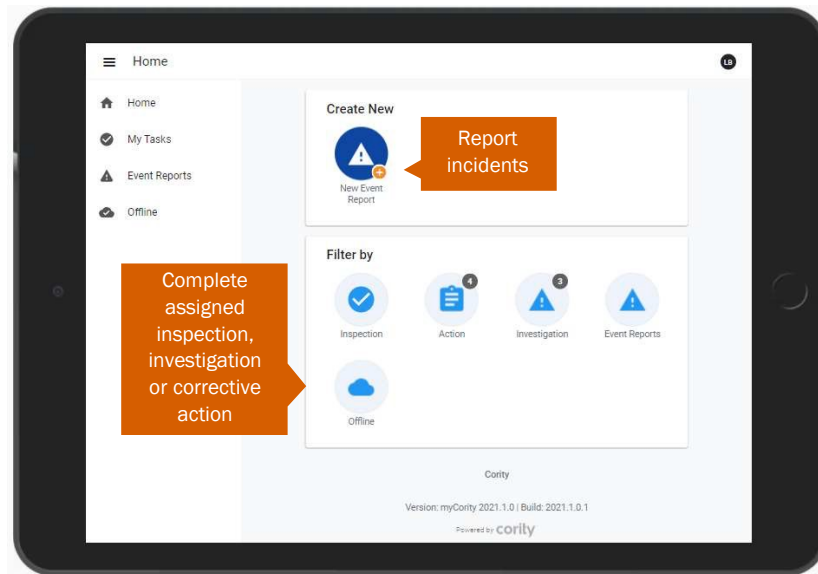 Home
LB
Home
My Tasks
Event Reports
Offline
Create New
New Event
Report
Report
incidents
Filter by
4
3
Inspection
Action
Investigation
Event Reports
Offline
Complete
assigned
inspection,
investigation
or corrective
action
Cority
Version: myCority 2021.1.0 | Build: 2021.1.0.1
Powered by cority